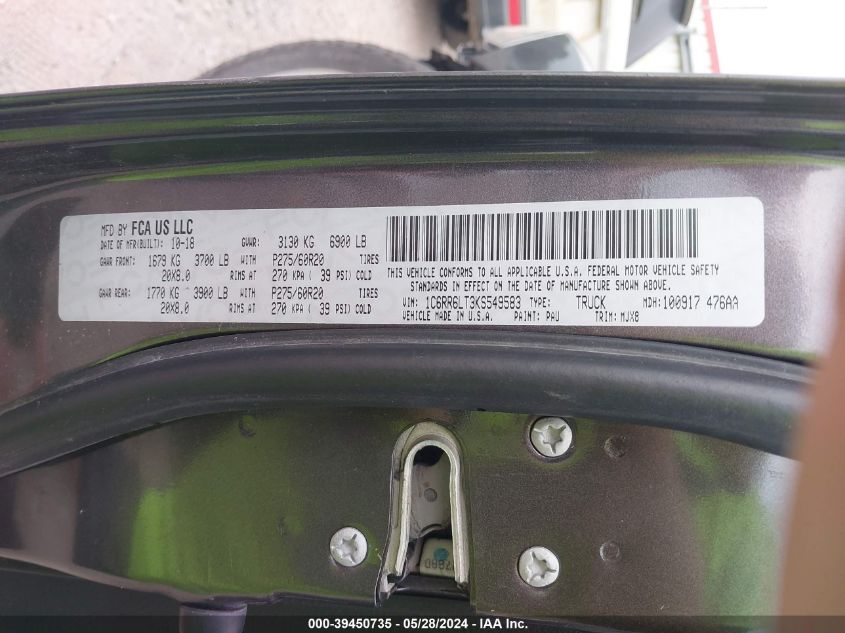 MFD BY FCA US LLC
DATE OF MFR(BUILT): 10-18 GVWR: 3130 KG 6900 LB
GAWR FRONT: 1679 KG 3700 LB WITH P275/60R20 TIRES
20X8.0 RIMS AT 270 KPA ( 39 PSI) COLD
GAWR REAR: 1770 KG 3900 LB WITH P275/60R20 TIRES
20X8.0 RIMS AT 270 KPA ( 39 PSI) COLD
THIS VEHICLE CONFORMS TO ALL APPLICABLE U.S.A. FEDERAL MOTOR VEHICLE SAFETY
STANDARDS IN EFFECT ON THE DATE OF MANUFACTURE SHOWN ABOVE.
VIN: 1C6RR6LT3KS549583 TYPE: TRUCK MDH: 100917 476AA
VEHICLE MADE IN U.S.A. PAINT: PAU TRIM: MJX8
000-39450735 - 05/28/2024 - IAA Inc.